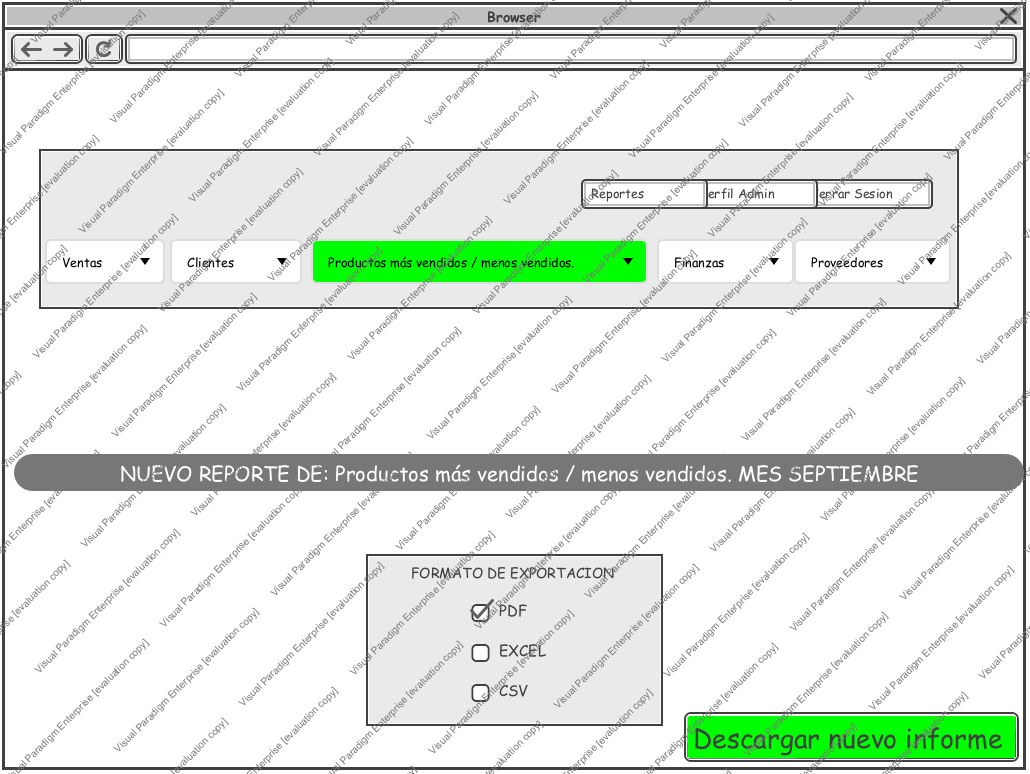 Browser
Reportes erfil Admin errar Sesion
Ventas Clientes Productos más vendidos / menos vendidos. Finanzas Proveedores
NUEVO REPORTE DE: Productos más vendidos / menos vendidos. MES SEPTIEMBRE
FORMATO DE EXPORTACION
PDF
EXCEL
CSV
Descargar nuevo informe
Visual Paradigm Enterprise [evaluation copy]